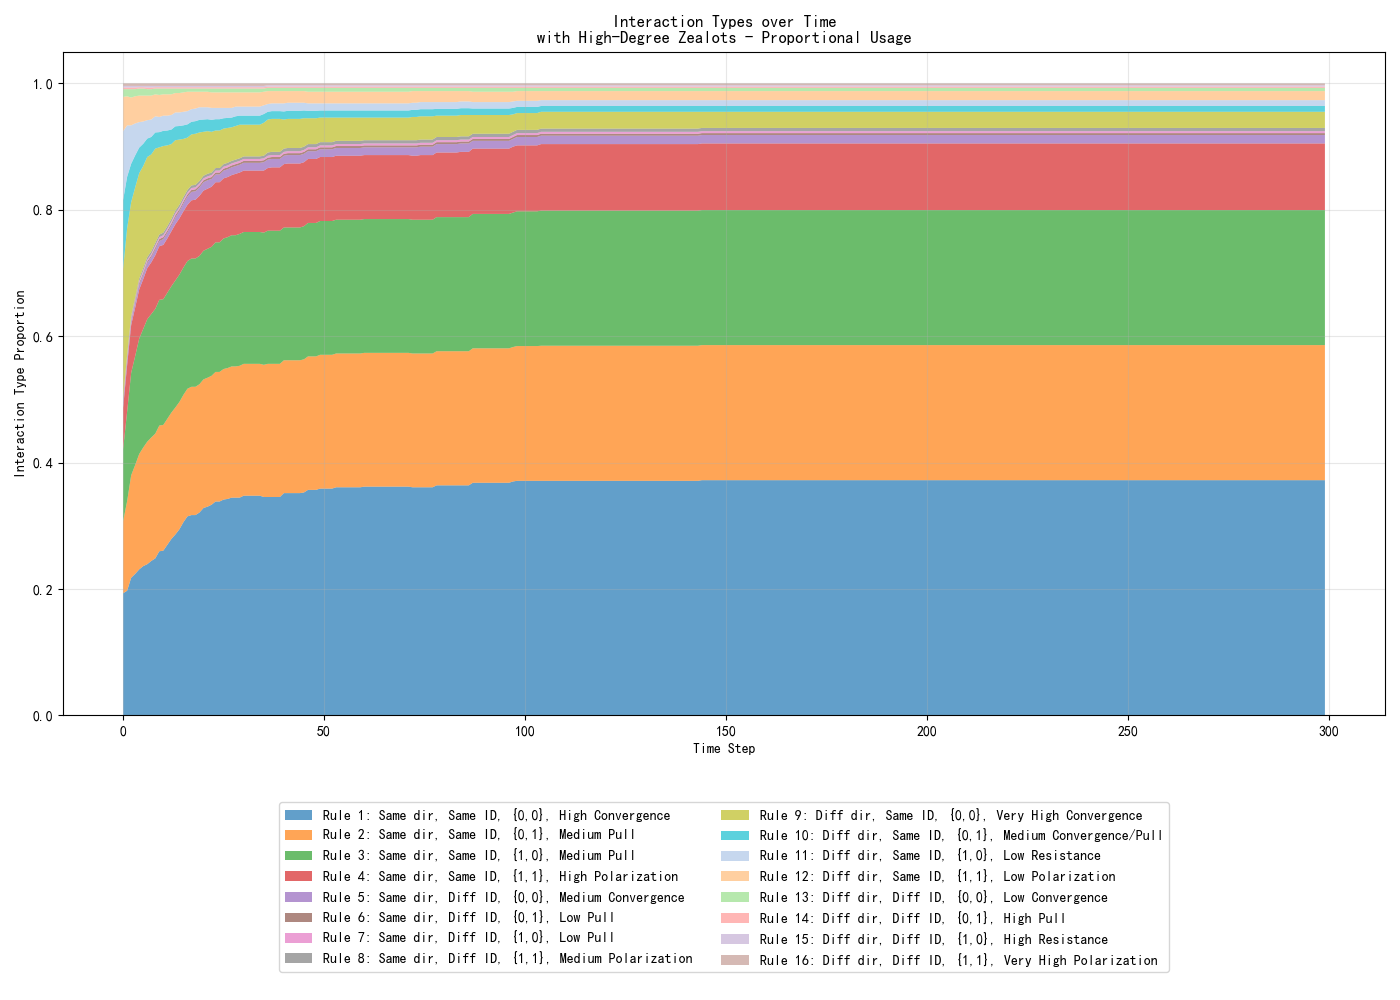 Interaction Types over Time
with High-Degree Zealots - Proportional Usage
Interaction Type Proportion
1.0
0.8
0.6
0.4
0.2
0.0
0
50
100
150
200
250
300
Time Step
Rule 1: Same dir, Same ID, {0,0}, High Convergence
Rule 2: Same dir, Same ID, {0,1}, Medium Pull
Rule 3: Same dir, Same ID, {1,0}, Medium Pull
Rule 4: Same dir, Same ID, {1,1}, High Polarization
Rule 5: Same dir, Diff ID, {0,0}, Medium Convergence
Rule 6: Same dir, Diff ID, {0,1}, Low Pull
Rule 7: Same dir, Diff ID, {1,0}, Low Pull
Rule 8: Same dir, Diff ID, {1,1}, Medium Polarization
Rule 9: Diff dir, Same ID, {0,0}, Very High Convergence
Rule 10: Diff dir, Same ID, {0,1}, Medium Convergence/Pull
Rule 11: Diff dir, Same ID, {1,0}, Low Resistance
Rule 12: Diff dir, Same ID, {1,1}, Low Polarization
Rule 13: Diff dir, Diff ID, {0,0}, Low Convergence
Rule 14: Diff dir, Diff ID, {0,1}, High Pull
Rule 15: Diff dir, Diff ID, {1,0}, High Resistance
Rule 16: Diff dir, Diff ID, {1,1}, Very High Polarization